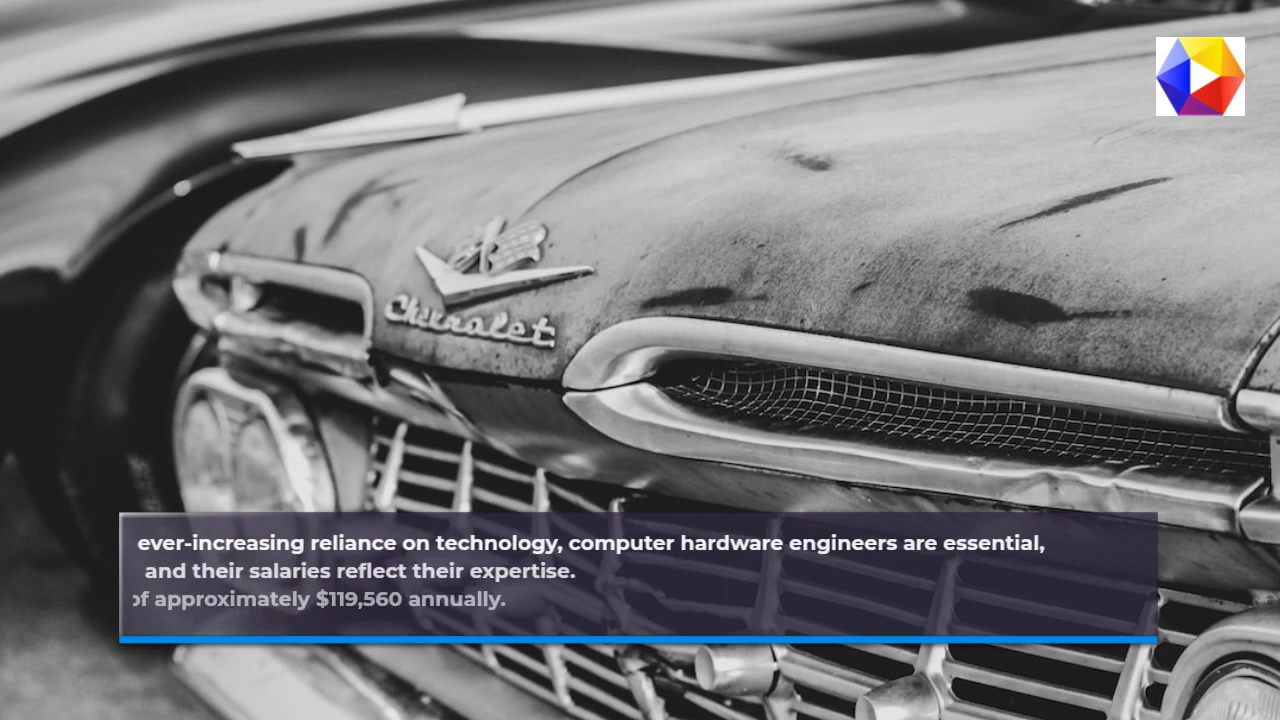 Chevrolet
ever-increasing reliance on technology, computer hardware engineers are essential,
and their salaries reflect their expertise.
of approximately $119,560 annually.